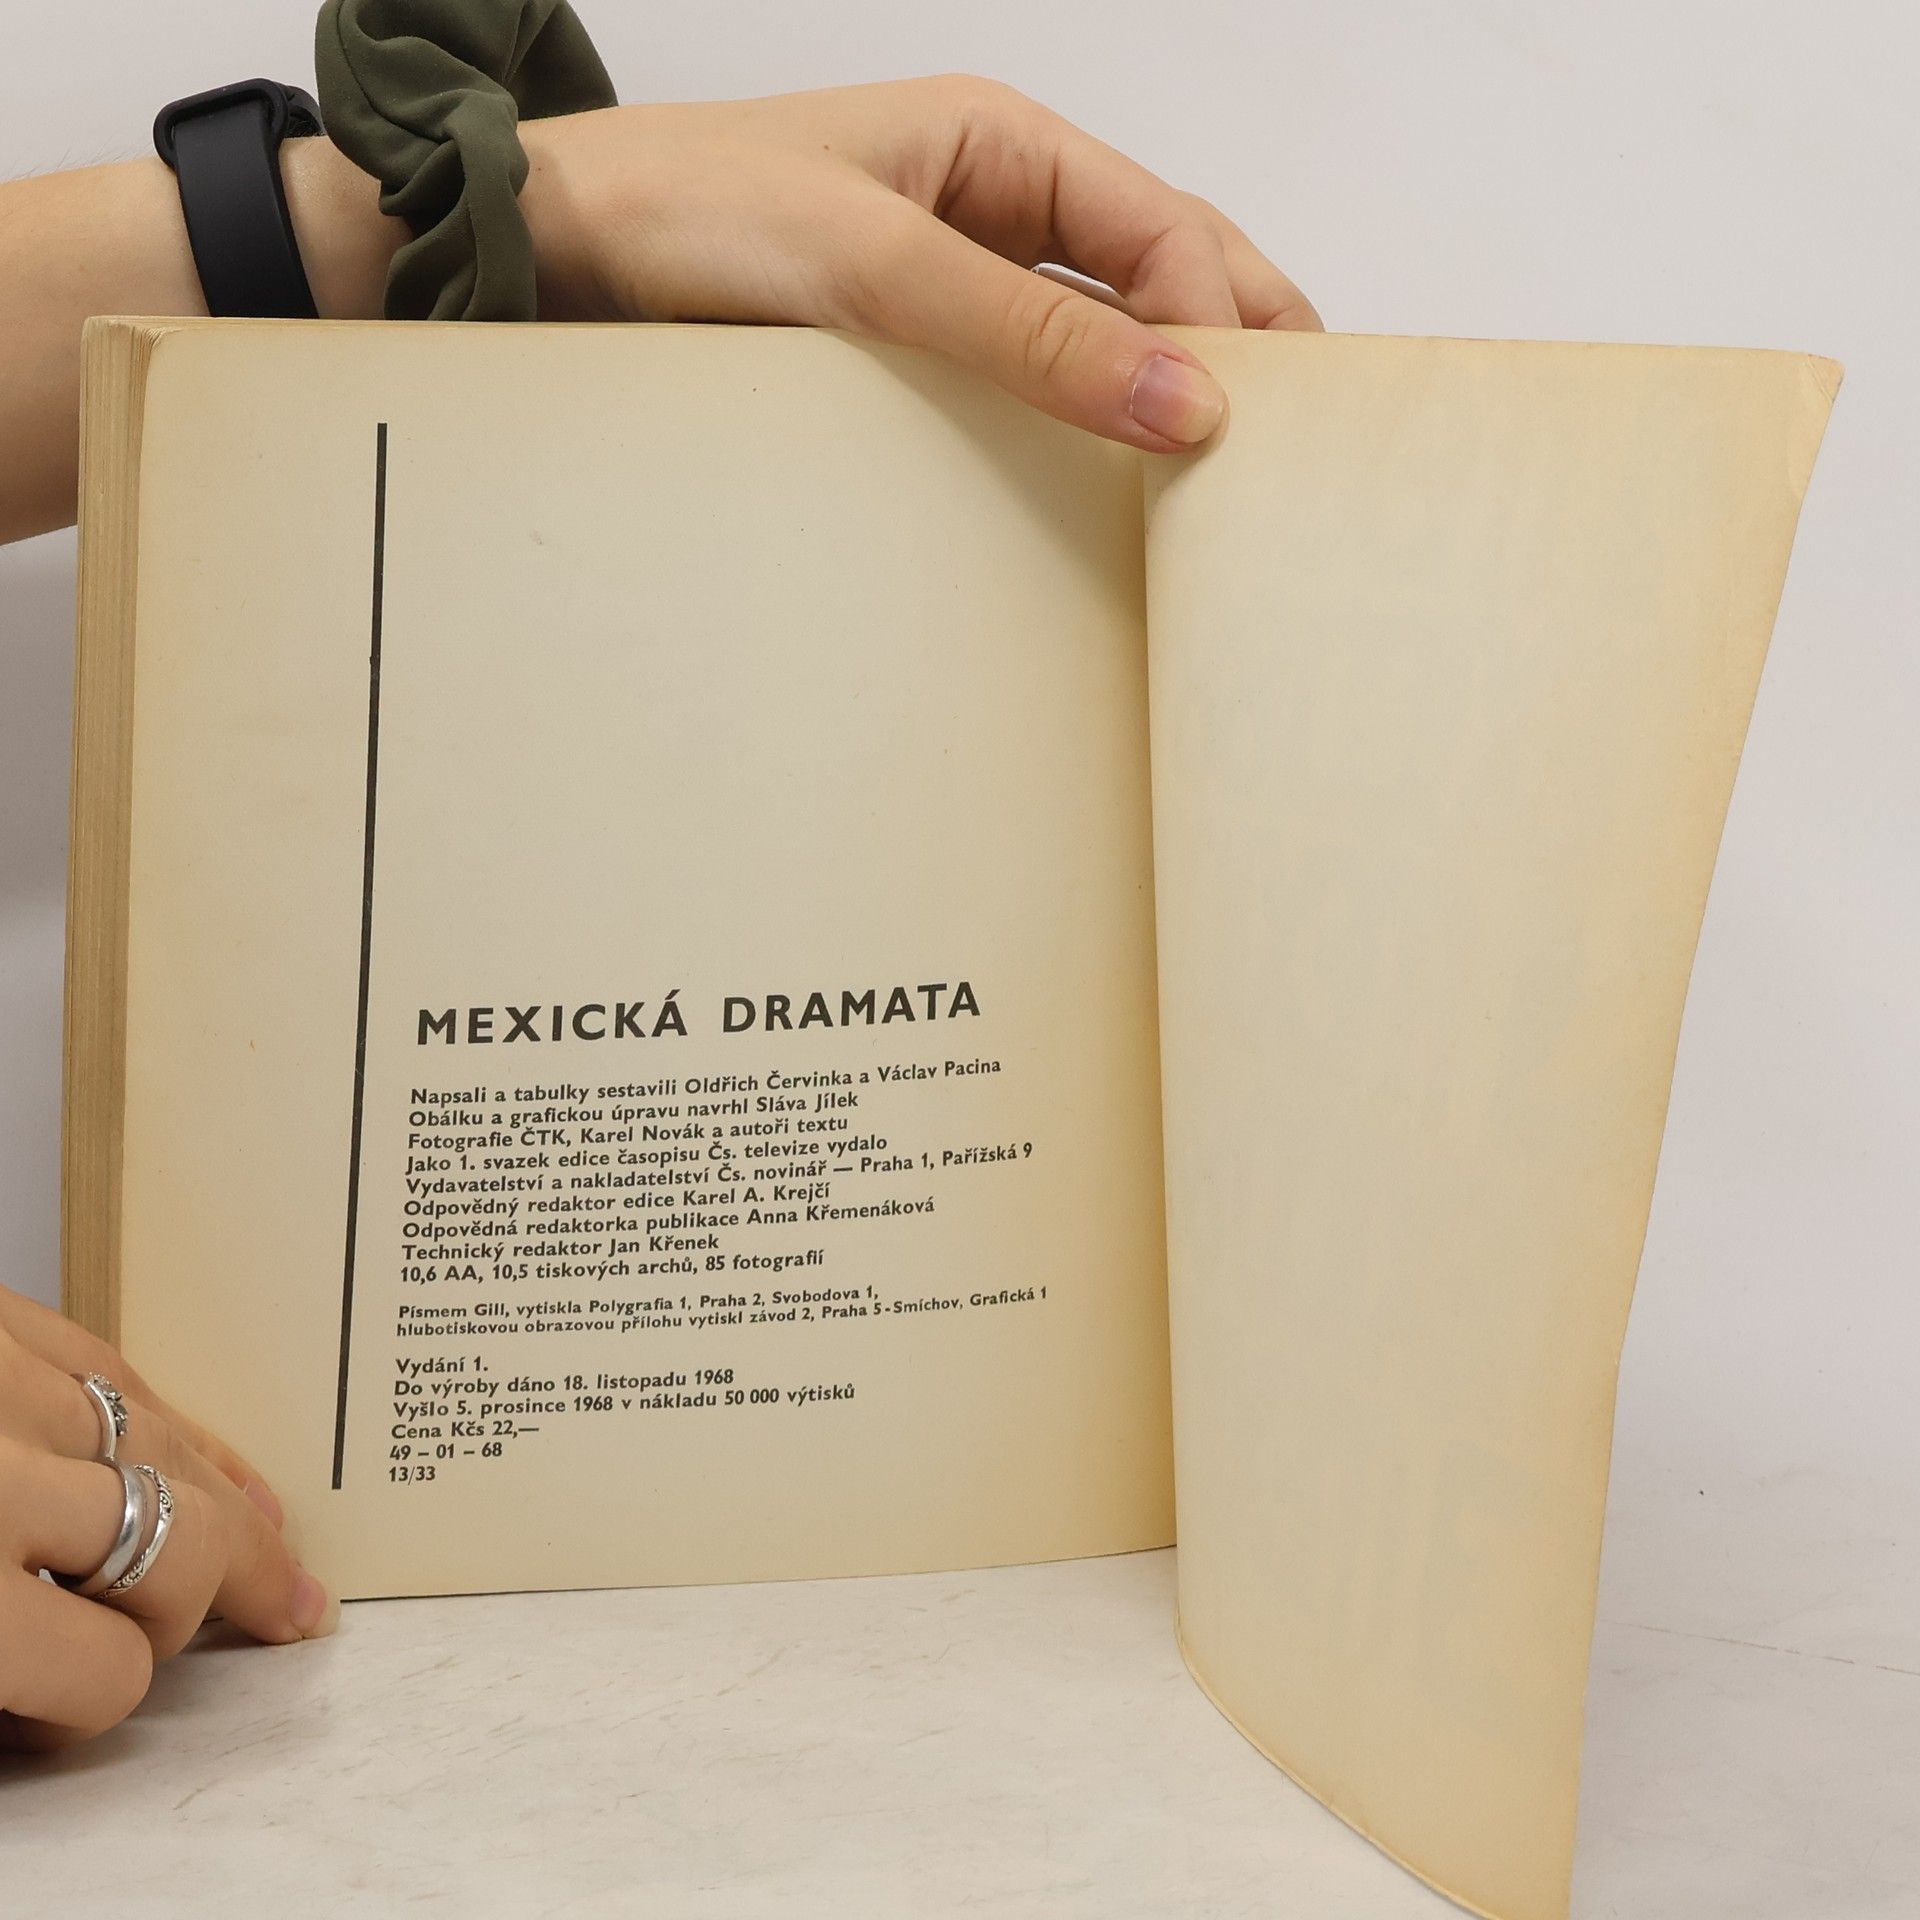 MEXICKÁ DRAMATA
Napsali a tabulky sestavili Oldřich Červinka a Václav Pacina
Obálku a grafickou úpravu navrhl Sláva Jílek
Fotografie ČTK, Karel Novák a autoři textu
Jako 1. svazek edice časopisu Čs. televize vydalo
Vydavatelství a nakladatelství Čs. novinář — Praha 1, Pařížská 9
Odpovědný redaktor edice Karel A. Krejčí
Odpovědná redaktorka publikace Anna Křemenáková
Technický redaktor Jan Křenek
10,6 AA, 10,5 tiskových archů, 85 fotografií
Písmem Gill, vytiskla Polygrafia 1, Praha 2, Svobodova 1,
hlubotiskovou obrazovou přílohu vytiskl závod 2, Praha 5-Smíchov, Grafická 1
Vydání 1.
Do výroby dáno 18. listopadu 1968
Vyšlo 5. prosince 1968 v nákladu 50 000 výtisků
Cena Kčs 22,—
49 – 01 – 68
13/33